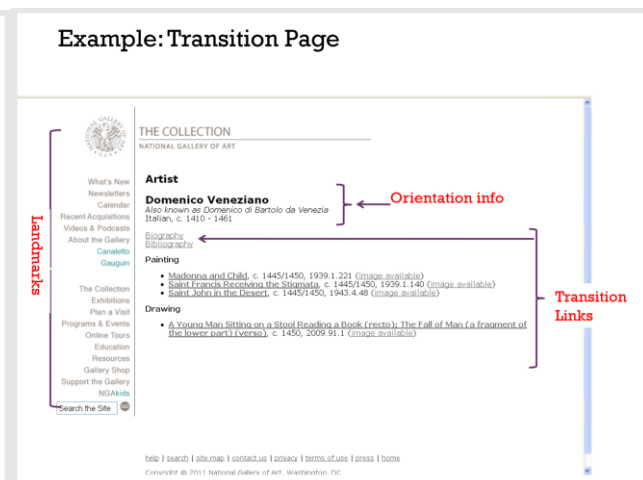 Example: Transition Page
THE COLLECTION
NATIONAL GALLERY OF ART
What's New
Newsletters
Calendar
Recent Acquisitions
Videos & Podcasts
About the Gallery
Canaletto
Gauguin
The Collection
Exhibitions
Plan a Visit
Programs & Events
Online Tours
Education
Resources
Gallery Shop
Support the Gallery
NGAkids
Search the Site
Landmarks
Artist
Domenico Veneziano
Also known as Domenico di Bartolo da Venezia
Italian, c. 1410 - 1461
Orientation info
Biography
Bibliography
Painting
• Madonna and Child, c. 1445/1450, 1939.1.221 (image available)
• Saint Francis Receiving the Stigmata, c. 1445/1450, 1939.1.140 (image available)
• Saint John in the Desert, c. 1445/1450, 1943.4.48 (image available)
Drawing
• A Young Man Sitting on a Stool Reading a Book (recto); The Fall of Man (a fragment of
the lower part) (verso), c. 1450, 2009.91.1 (image available)
Transition
Links
help | search | site map | contact us | privacy | terms of use | press | home
Copyright © 2011 National Gallery of Art, Washington, DC